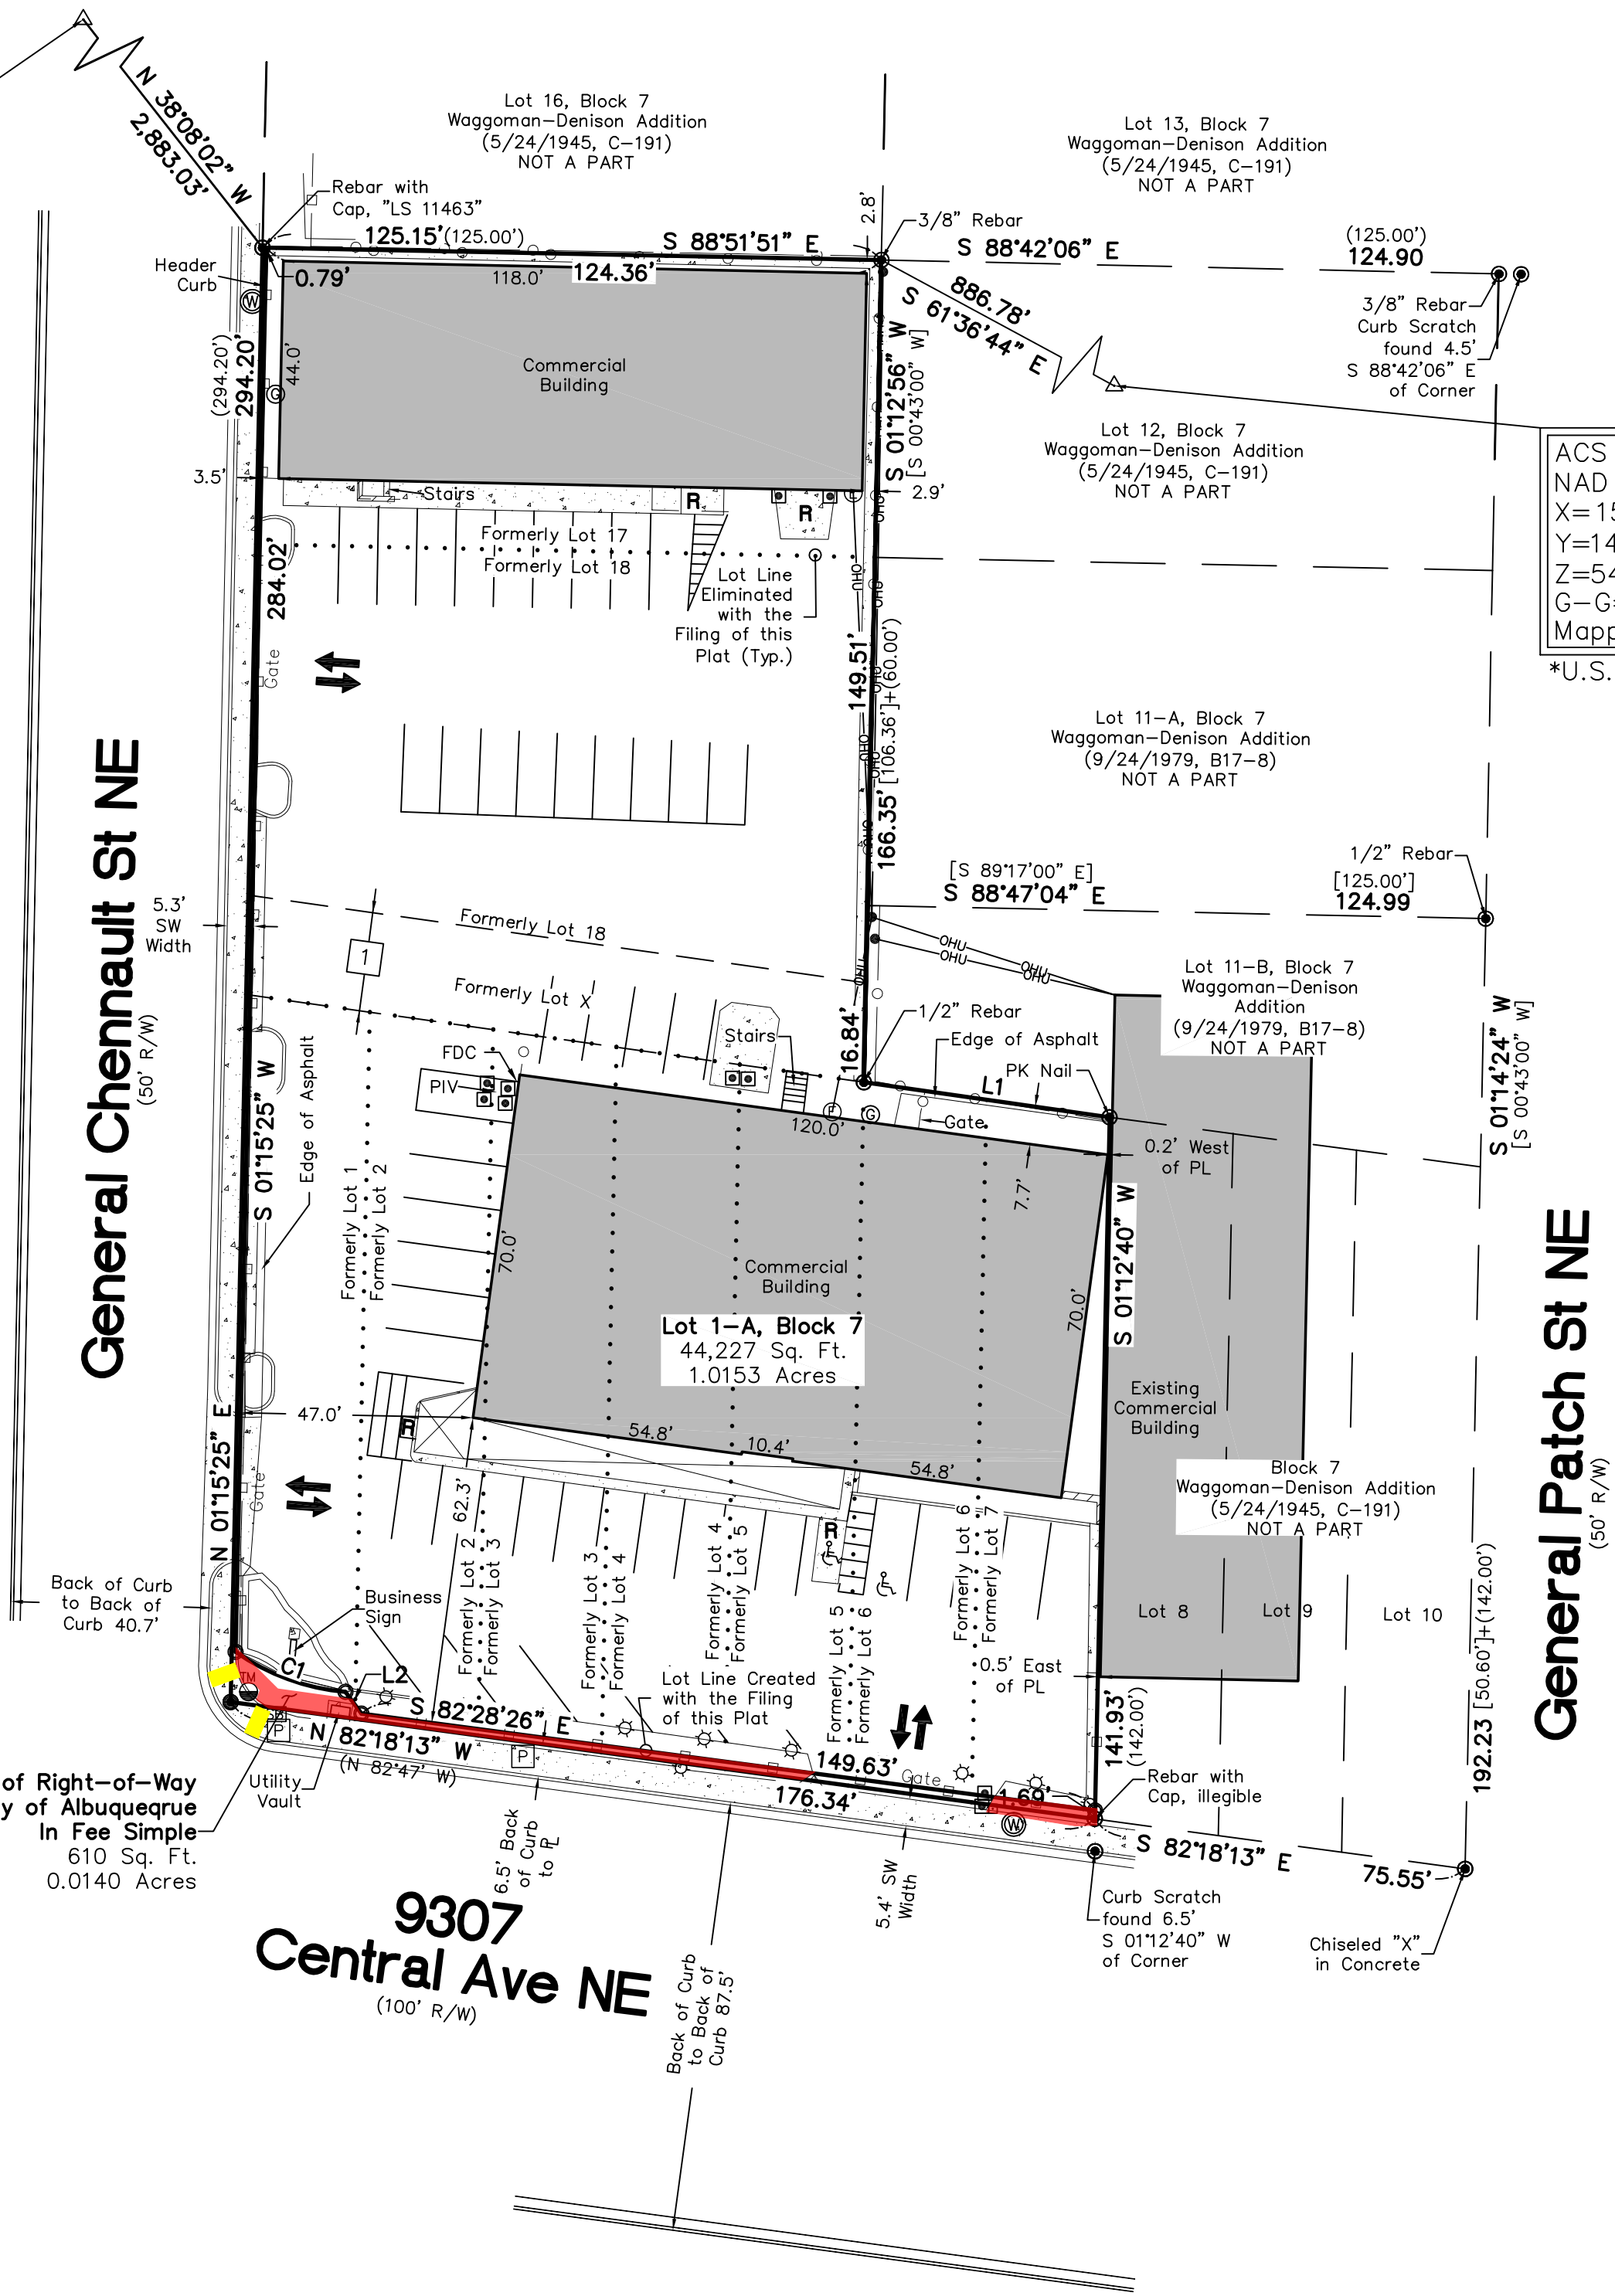 N 38°08'02" W
2,883.03'
Lot 16, Block 7
Waggoman-Denison Addition
(5/24/1945, C-191)
NOT A PART
Lot 13, Block 7
Waggoman-Denison Addition
(5/24/1945, C-191)
NOT A PART
Rebar with
Cap, "LS 11463"
125.15' (125.00')
S 88°51'51" E
2.8'
3/8" Rebar
S 88°42'06" E
(125.00')
124.90
Header
Curb
0.79'
118.0'
124.36'
886.78'
S 61°36'44" E
3/8" Rebar
Curb Scratch
found 4.5'
S 88°42'06" E
of Corner
W
(294.20')
294.20'
44.0'
G
Commercial
Building
S 01°12'56" W
[S 00°43'00" W]
Lot 12, Block 7
Waggoman-Denison Addition
(5/24/1945, C-191)
NOT A PART
ACS
NAD
X=15
Y=14
Z=54
G-G=
Mapp
*U.S.
3.5'
Stairs
R
R
E
2.9'
OHU
Formerly Lot 17
Formerly Lot 18
284.02'
Lot Line
Eliminated
with the
Filing of this
Plat (Typ.)
OHU
OHU
Gate
149.51'
OHU
166.35' [106.36']+(60.00')
OHU
OHU
Lot 11-A, Block 7
Waggoman-Denison Addition
(9/24/1979, B17-8)
NOT A PART
General Chennault St NE
(50' R/W)
1/2" Rebar
[S 89°17'00" E]
S 88°47'04" E
[125.00']
124.99
5.3'
SW
Width
Formerly Lot 18
1
OHU
OHU
OHU
OHU
OHU
Formerly Lot X
Lot 11-B, Block 7
Waggoman-Denison
Addition
(9/24/1979, B17-8)
NOT A PART
S 01°14'24" W
[S 00°43'00" W]
16.84'
1/2" Rebar
Stairs
Edge of Asphalt
FDC
PIV
PK Nail
L1
E
G
Gate
120.0'
S 01°15'25" W
Edge of Asphalt
0.2' West
of PL
7.7'
Formerly Lot 1
Formerly Lot 2
70.0'
S 01°12'40" W
Commercial
Building
70.0'
Lot 1-A, Block 7
44,227 Sq. Ft.
1.0153 Acres
General Patch St NE
(50' R/W)
Existing
Commercial
Building
N 01°15'25" E
47.0'
R
54.8'
10.4'
54.8'
Block 7
Waggoman-Denison Addition
(5/24/1945, C-191)
NOT A PART
Gate
62.3'
R
Formerly Lot 2
Formerly Lot 3
Formerly Lot 3
Formerly Lot 4
Formerly Lot 4
Formerly Lot 5
Formerly Lot 5
Formerly Lot 6
Formerly Lot 6
Formerly Lot 7
Back of Curb
to Back of
Curb 40.7'
Business
Sign
Lot 8
Lot 9
Lot 10
192.23 [50.60']+(142.00')
C1
TM
L2
Lot Line Created
with the Filing
of this Plat
0.5' East
of PL
141.93'
(142.00')
S 82°28'26" E
N 82°18'13" W
(N 82°47' W)
P
P
149.63'
176.34'
Gate
1.69'
W
Rebar with
Cap, illegible
of Right-of-Way
y of Albuqueqrue
In Fee Simple
610 Sq. Ft.
0.0140 Acres
Utility
Vault
6.5' Back
of Curb
to PL
5.4' SW
Width
S 82°18'13" E
75.55'
Curb Scratch
found 6.5'
S 01°12'40" W
of Corner
Chiseled "X"
in Concrete
9307
Central Ave NE
(100' R/W)
Back of Curb
to Back of
Curb 87.5'